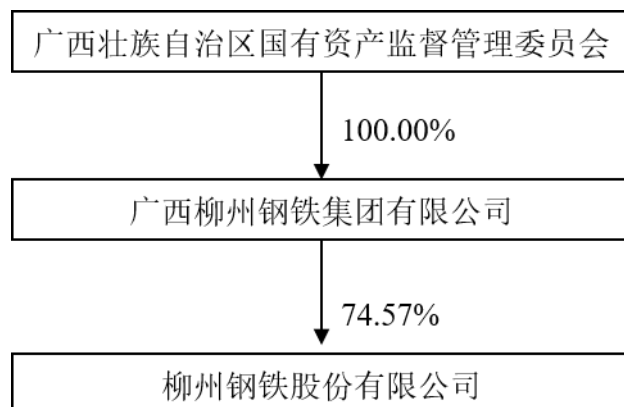 广西壮族自治区国有资产监督管理委员会
100.00%
广西柳州钢铁集团有限公司
74.57%
柳州钢铁股份有限公司